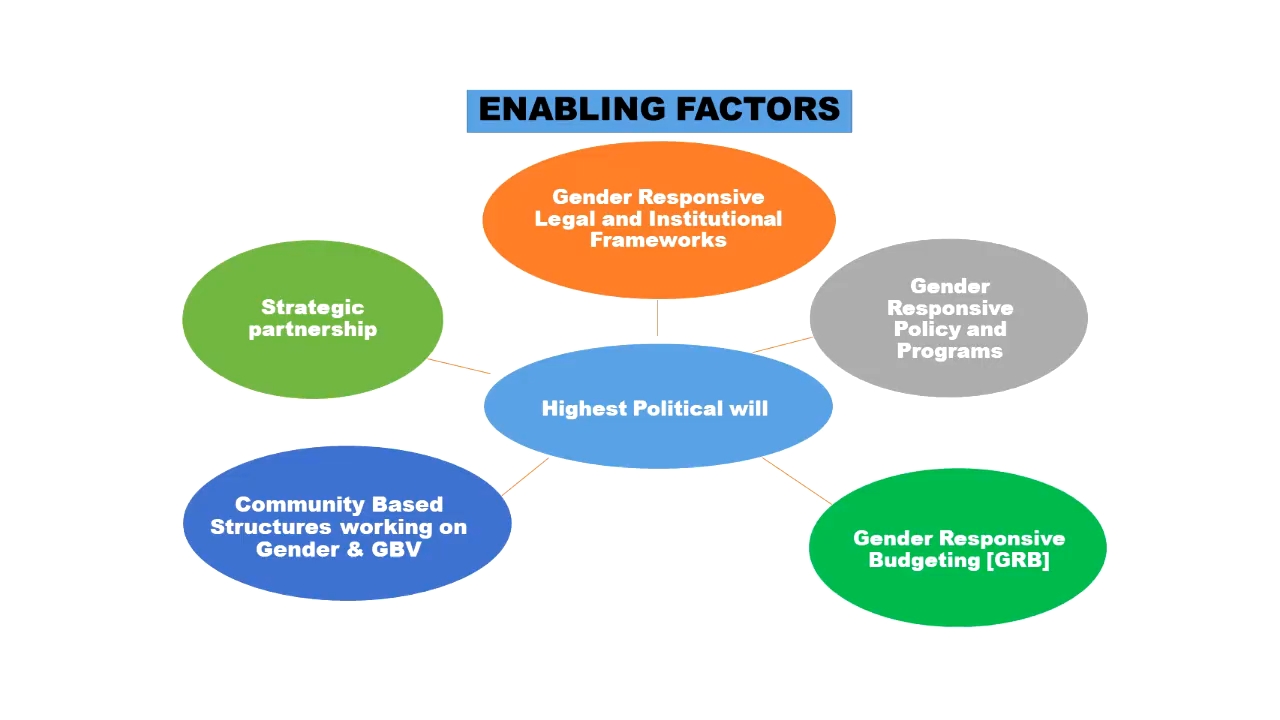 ENABLING FACTORS
Gender Responsive
Legal and Institutional
Frameworks
Strategic
partnership
Gender
Responsive
Policy and
Programs
Highest Political will
Community Based
Structures working on
Gender & GBV
Gender Responsive
Budgeting [GRB]